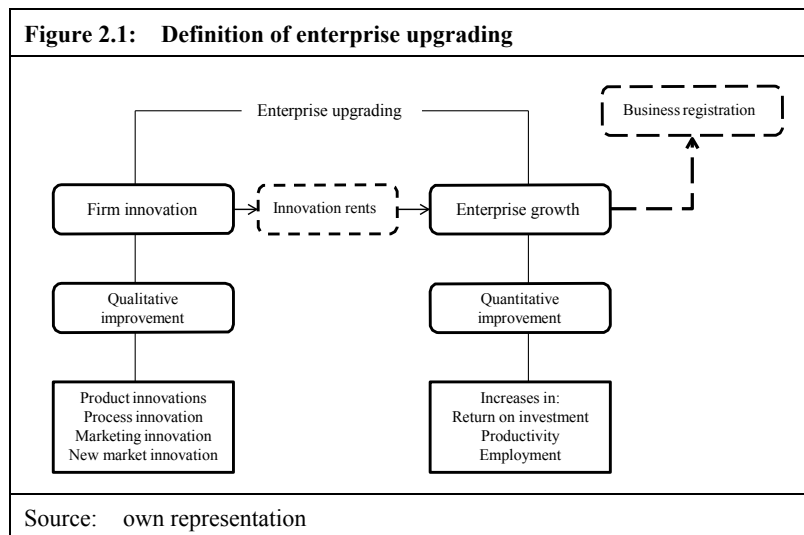 Figure 2.1: Definition of enterprise upgrading
Enterprise upgrading
Business registration
Firm innovation
Innovation rents
Enterprise growth
Qualitative
improvement
Quantitative
improvement
Product innovations
Process innovation
Marketing innovation
New market innovation
Increases in:
Return on investment
Productivity
Employment
Source: own representation